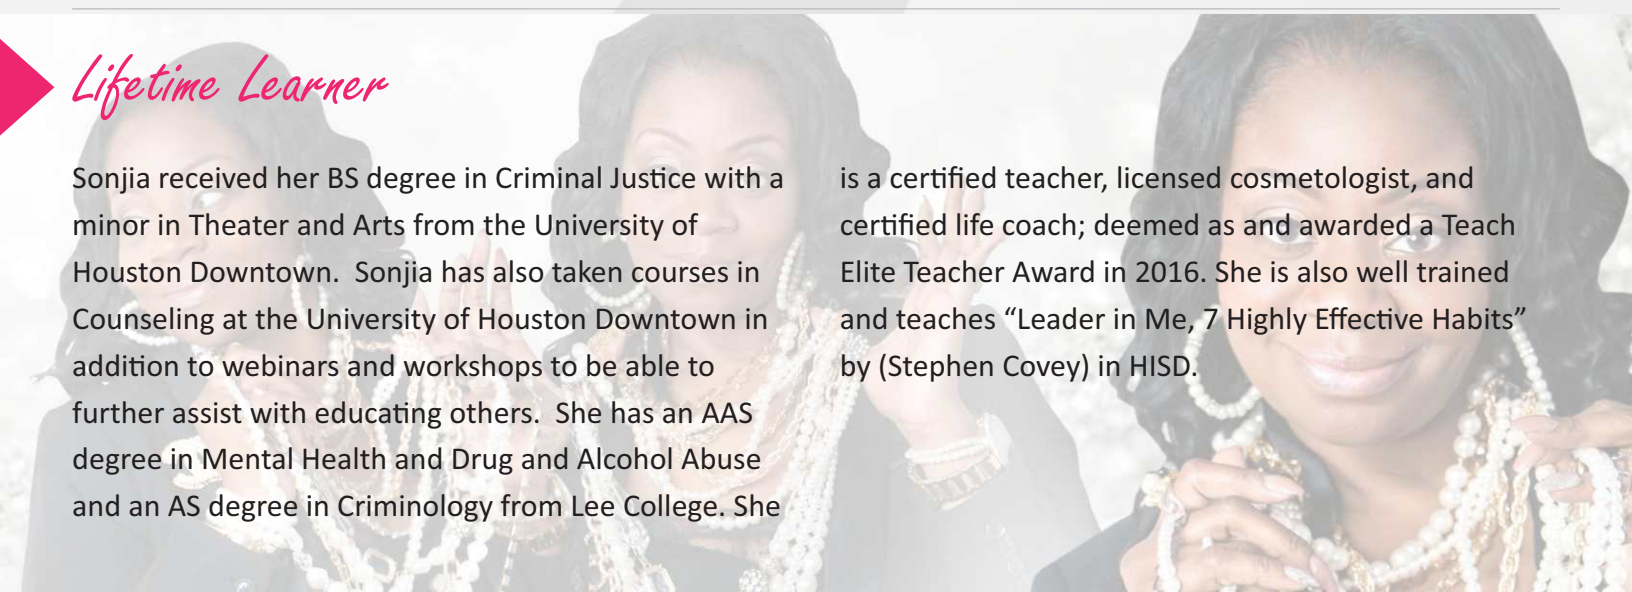 Lifetime Learner
Sonjia received her BS degree in Criminal Justice with a
minor in Theater and Arts from the University of
Houston Downtown.  Sonjia has also taken courses in
Counseling at the University of Houston Downtown in
addition to webinars and workshops to be able to
further assist with educating others.  She has an AAS
degree in Mental Health and Drug and Alcohol Abuse
and an AS degree in Criminology from Lee College. She
is a certified teacher, licensed cosmetologist, and
certified life coach; deemed as and awarded a Teach
Elite Teacher Award in 2016. She is also well trained
and teaches “Leader in Me, 7 Highly Effective Habits”
by (Stephen Covey) in HISD.